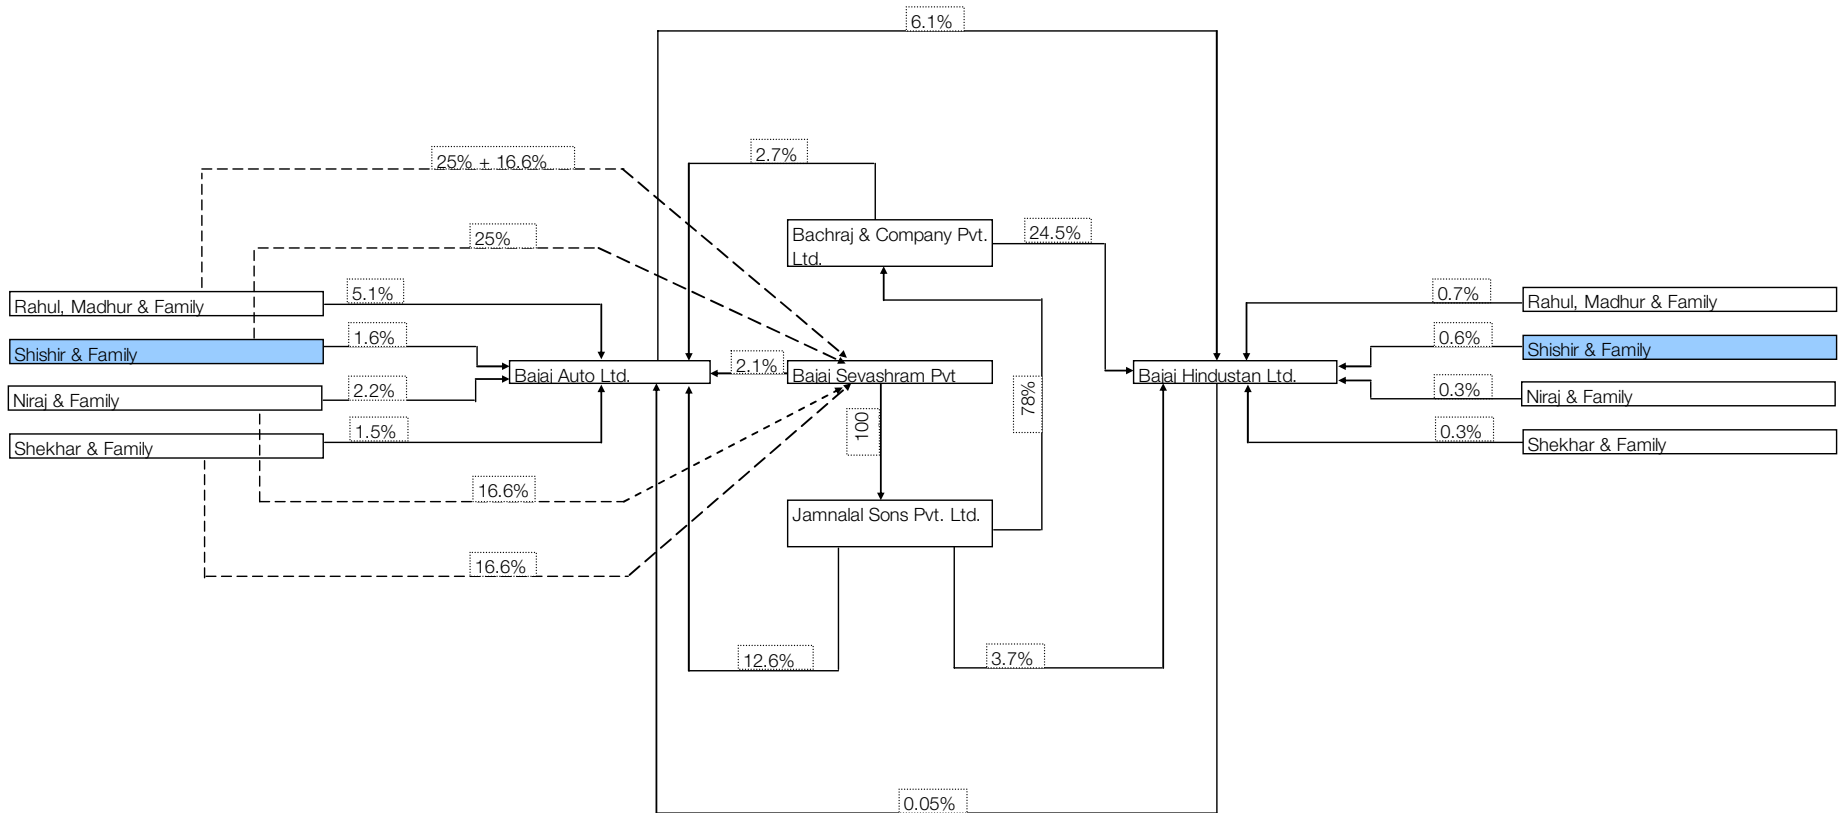 6.1%
25% + 16.6%
2.7%
25%
Bachraj & Company Pvt.
Ltd.
24.5%
Rahul, Madhur & Family
5.1%
0.7%
Rahul, Madhur & Family
Shishir & Family
1.6%
0.6%
Shishir & Family
Bajaj Auto Ltd.
2.1%
Bajaj Sevashram Pvt
Bajaj Hindustan Ltd.
Niraj & Family
2.2%
78%
0.3%
Niraj & Family
Shekhar & Family
1.5%
100
0.3%
Shekhar & Family
16.6%
Jamnalal Sons Pvt. Ltd.
16.6%
12.6%
3.7%
0.05%